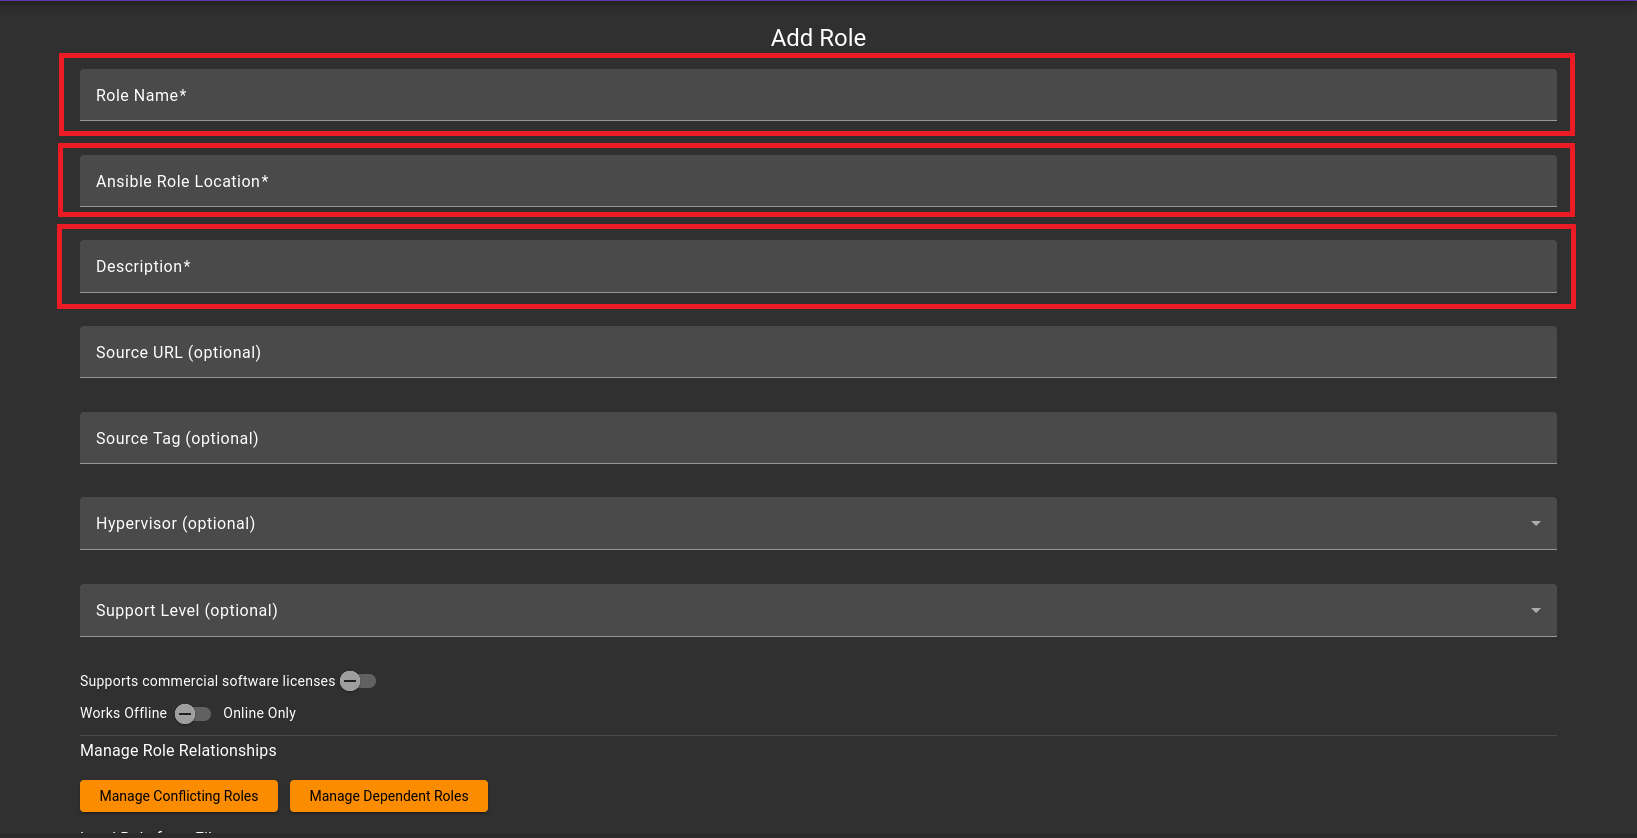 Add Role
Role Name*
Ansible Role Location*
Description*
Source URL (optional)
Source Tag (optional)
Hypervisor (optional)
Support Level (optional)
Supports commercial software licenses
Works Offline Online Only
Manage Role Relationships
Manage Conflicting Roles Manage Dependent Roles